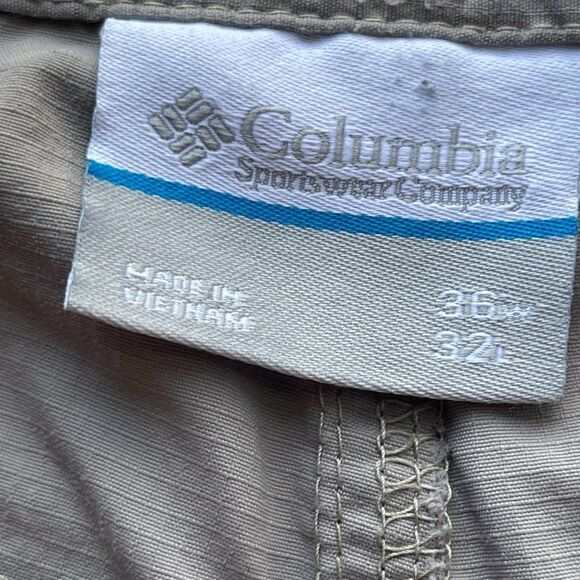 Columbia
Sportswear Company
MADE IN
VIETNAM
36W
32L